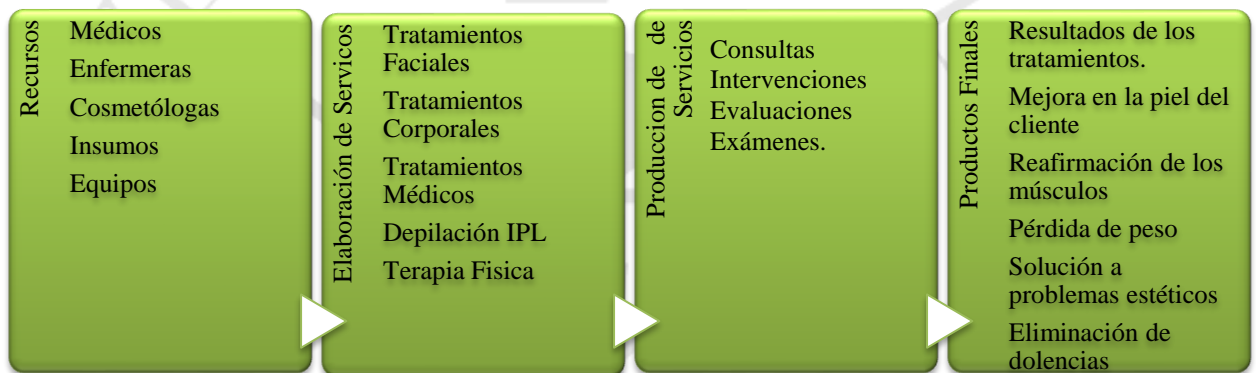 Recursos
Médicos
Enfermeras
Cosmetólogas
Insumos
Equipos
Elaboración de Servicos
Tratamientos
Faciales
Tratamientos
Corporales
Tratamientos
Médicos
Depilación IPL
Terapia Fisica
Produccion de de
Servicios
Consultas
Intervenciones
Evaluaciones
Exámenes.
Productos Finales
Resultados de los
tratamientos.
Mejora en la piel del
cliente
Reafirmación de los
músculos
Pérdida de peso
Solución a
problemas estéticos
Eliminación de
dolencias